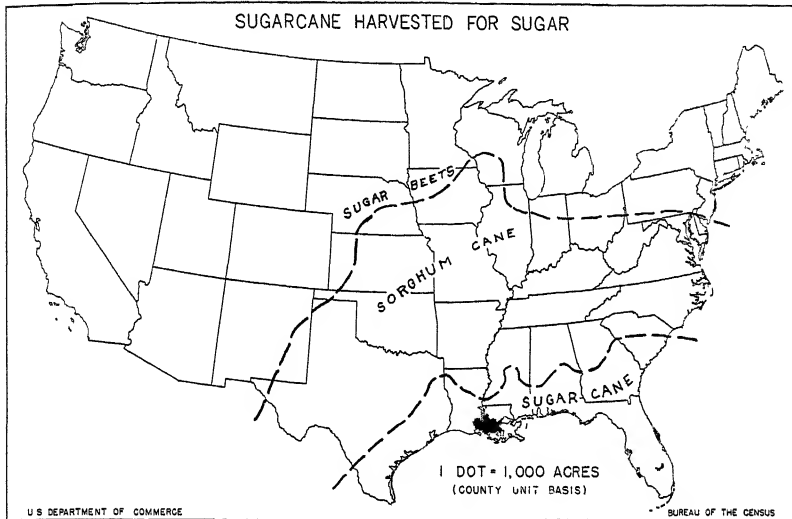 SUGARCANE HARVESTED FOR SUGAR
SUGAR BEETS
SORGHUM CANE
SUGAR-CANE
1 DOT = 1,000 ACRES
(COUNTY UNIT BASIS)
U S DEPARTMENT OF COMMERCE
BUREAU OF THE CENSUS